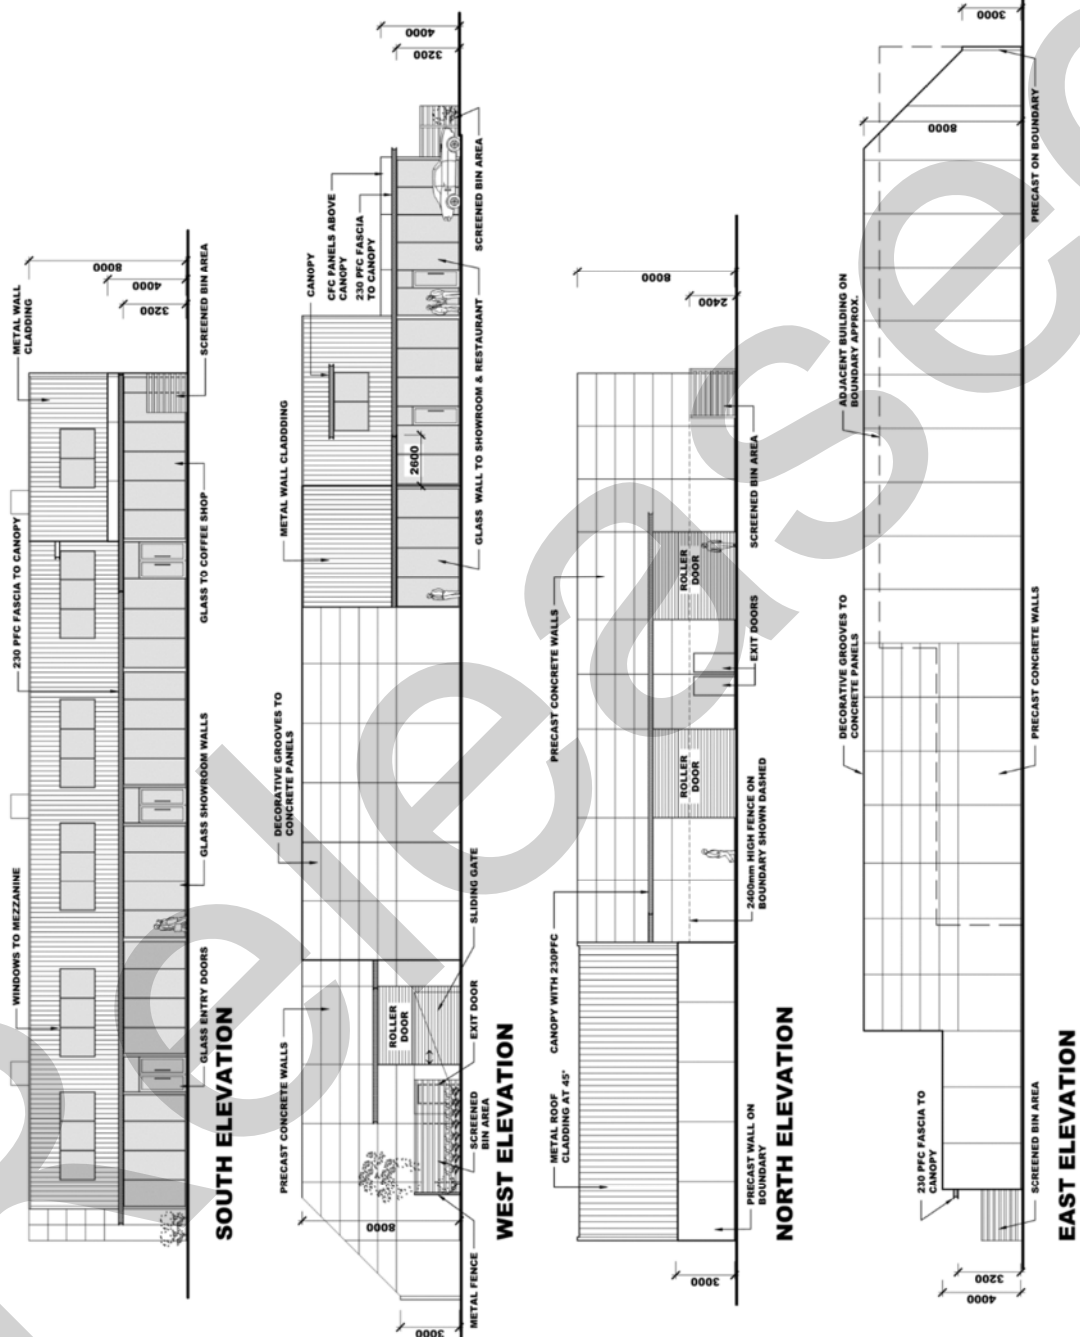 METAL WALL
CLADDING
230 PFC FASCIA TO CANOPY
WINDOWS TO MEZZANINE
8000
4000
3200
SCREENED BIN AREA
GLASS TO COFFEE SHOP
GLASS SHOWROOM WALLS
GLASS ENTRY DOORS
SOUTH ELEVATION
4000
3200
CANOPY
CFC PANELS ABOVE
CANOPY
230 PFC FASCIA
TO CANOPY
METAL WALL CLADDDING
DECORATIVE GROOVES TO
CONCRETE PANELS
PRECAST CONCRETE WALLS
2600
ROLLER
DOOR
8000
3000
SCREENED BIN AREA
GLASS WALL TO SHOWROOM & RESTAURANT
SLIDING GATE
EXIT DOOR
SCREENED
BIN AREA
METAL FENCE
WEST ELEVATION
8000
2400
PRECAST CONCRETE WALLS
CANOPY WITH 230PFC
METAL ROOF
CLADDING AT 45°
ROLLER
DOOR
ROLLER
DOOR
SCREENED BIN AREA
EXIT DOORS
2400mm HIGH FENCE ON
BOUNDARY SHOWN DASHED
PRECAST WALL ON
BOUNDARY
3000
NORTH ELEVATION
3000
8000
ADJACENT BUILDING ON
BOUNDARY APPROX.
DECORATIVE GROOVES TO
CONCRETE PANELS
230 PFC FASCIA TO
CANOPY
PRECAST ON BOUNDARY
PRECAST CONCRETE WALLS
SCREENED BIN AREA
3200
4000
EAST ELEVATION
Released